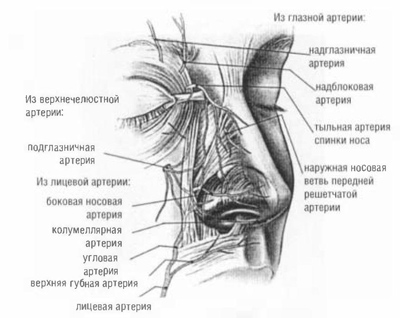 Из глазной артерии:
надглазничная
артерия
надблоковая
артерия
тыльная артерия
спинки носа
наружная носовая
ветвь передней
решетчатой
артерии
Из верхнечелюстной
артерии:
подглазничная
артерия
Из лицевой артерии:
боковая носовая
артерия
колумеллярная
артерия
угловая
артерия
верхняя губная артерия
лицевая артерия